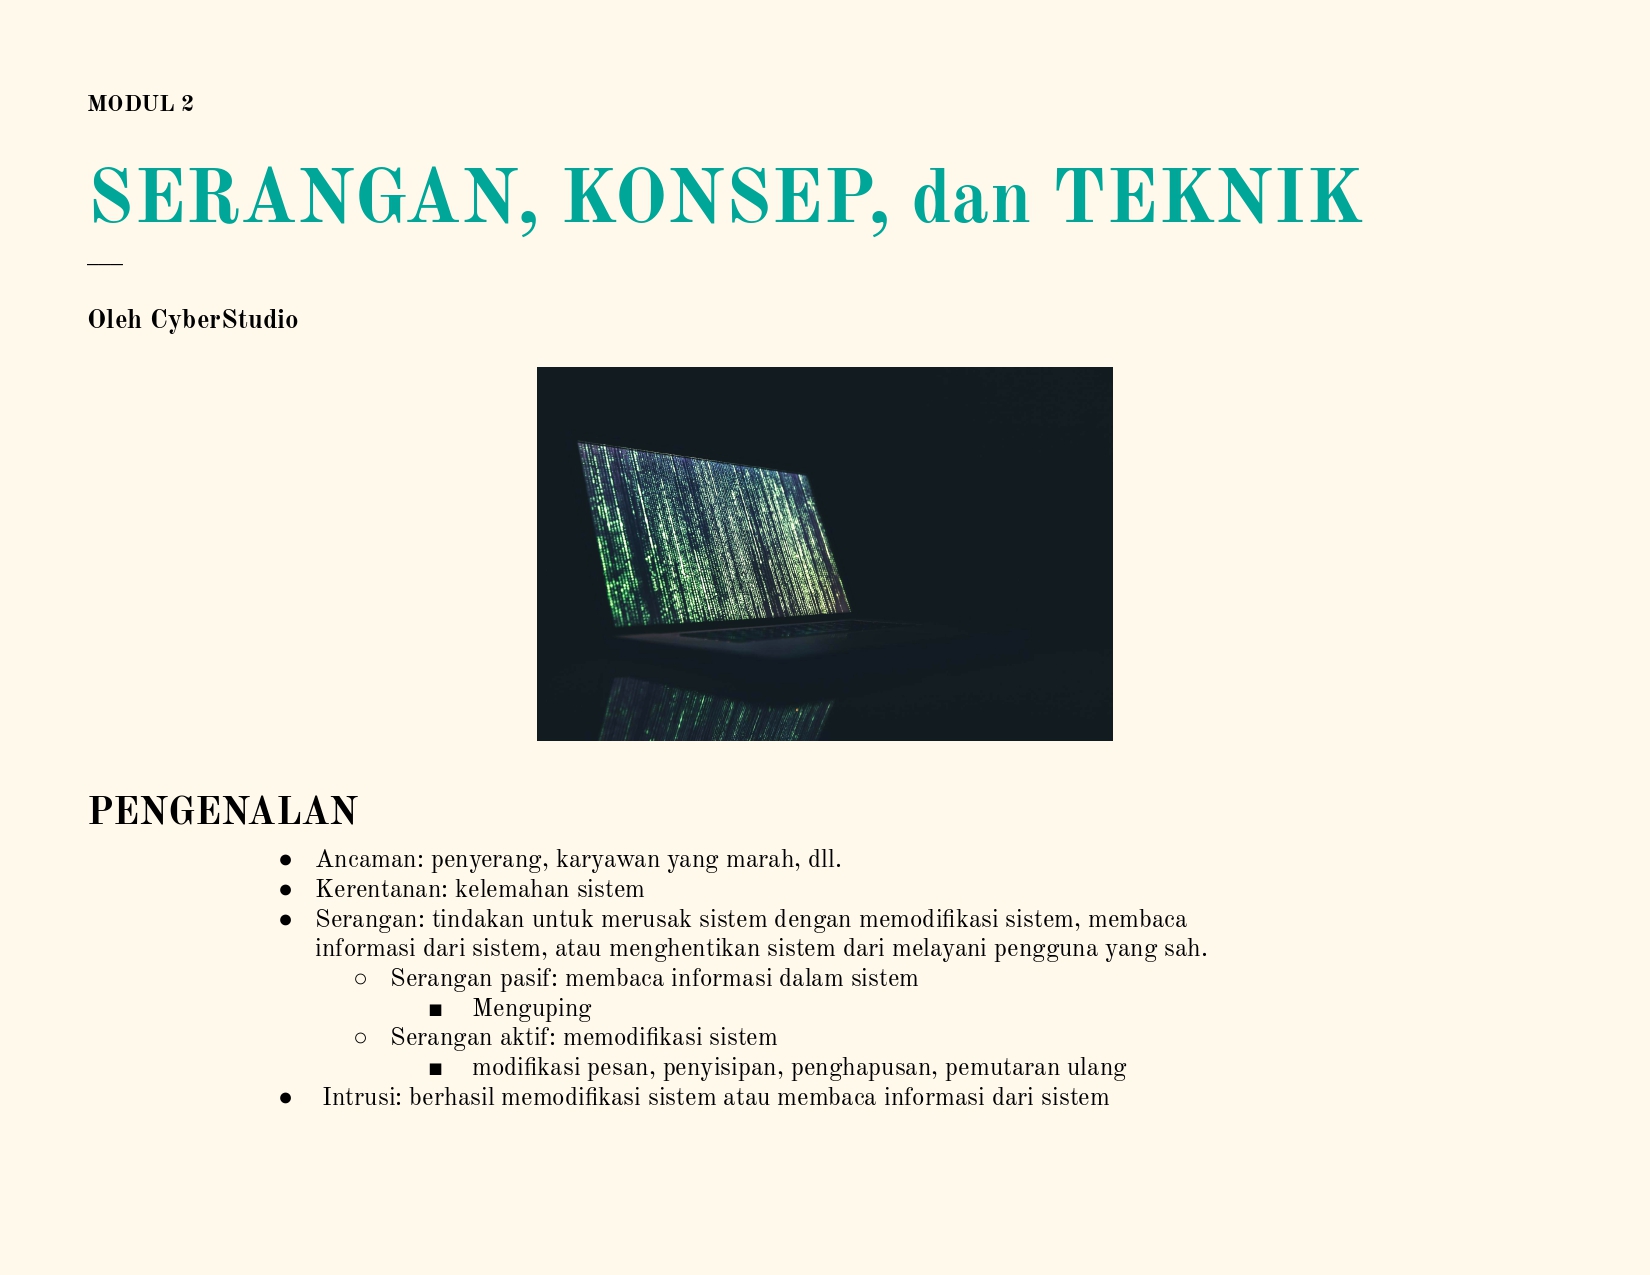 MODUL 2
SERANGAN, KONSEP, dan TEKNIK
Oleh CyberStudio
PENGENALAN
● Ancaman: penyerang, karyawan yang marah, dll.
● Kerentanan: kelemahan sistem
● Serangan: tindakan untuk merusak sistem dengan memodifikasi sistem, membaca
informasi dari sistem, atau menghentikan sistem dari melayani pengguna yang sah.
○ Serangan pasif: membaca informasi dalam sistem
■ Menguping
○ Serangan aktif: memodifikasi sistem
■ modifikasi pesan, penyisipan, penghapusan, pemutaran ulang
● Intrusi: berhasil memodifikasi sistem atau membaca informasi dari sistem